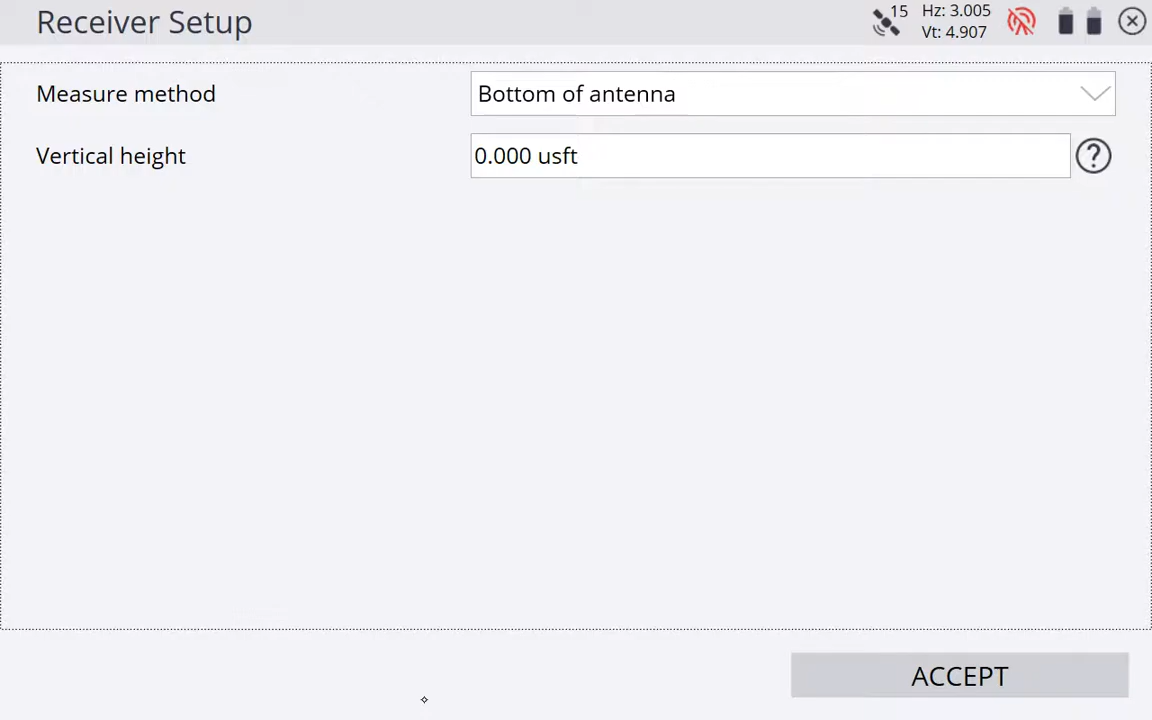 Receiver Setup
15
Hz: 3.005
Vt: 4.907
Measure method
Bottom of antenna
Vertical height
0.000 usft
?
ACCEPT